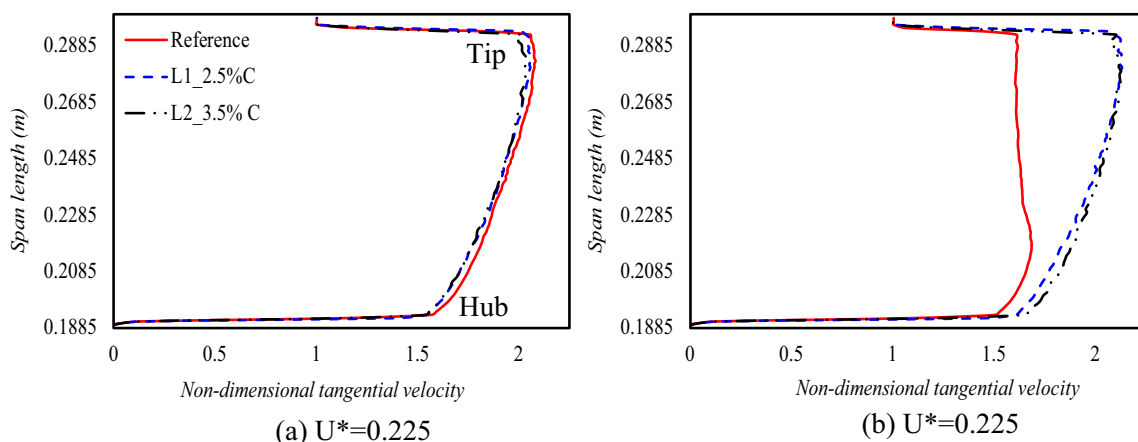 0.2885
0.2685
0.2485
0.2285
0.2085
0.1885
Span length (m)
Reference
L1_2.5%C
L2_3.5% C
Tip
Hub
0
0.5
1
1.5
2
Non-dimensional tangential velocity
(a) U*=0.225
0.2885
0.2685
0.2485
0.2285
0.2085
0.1885
Span length (m)
0
0.5
1
1.5
2
Non-dimensional tangential velocity
(b) U*=0.225